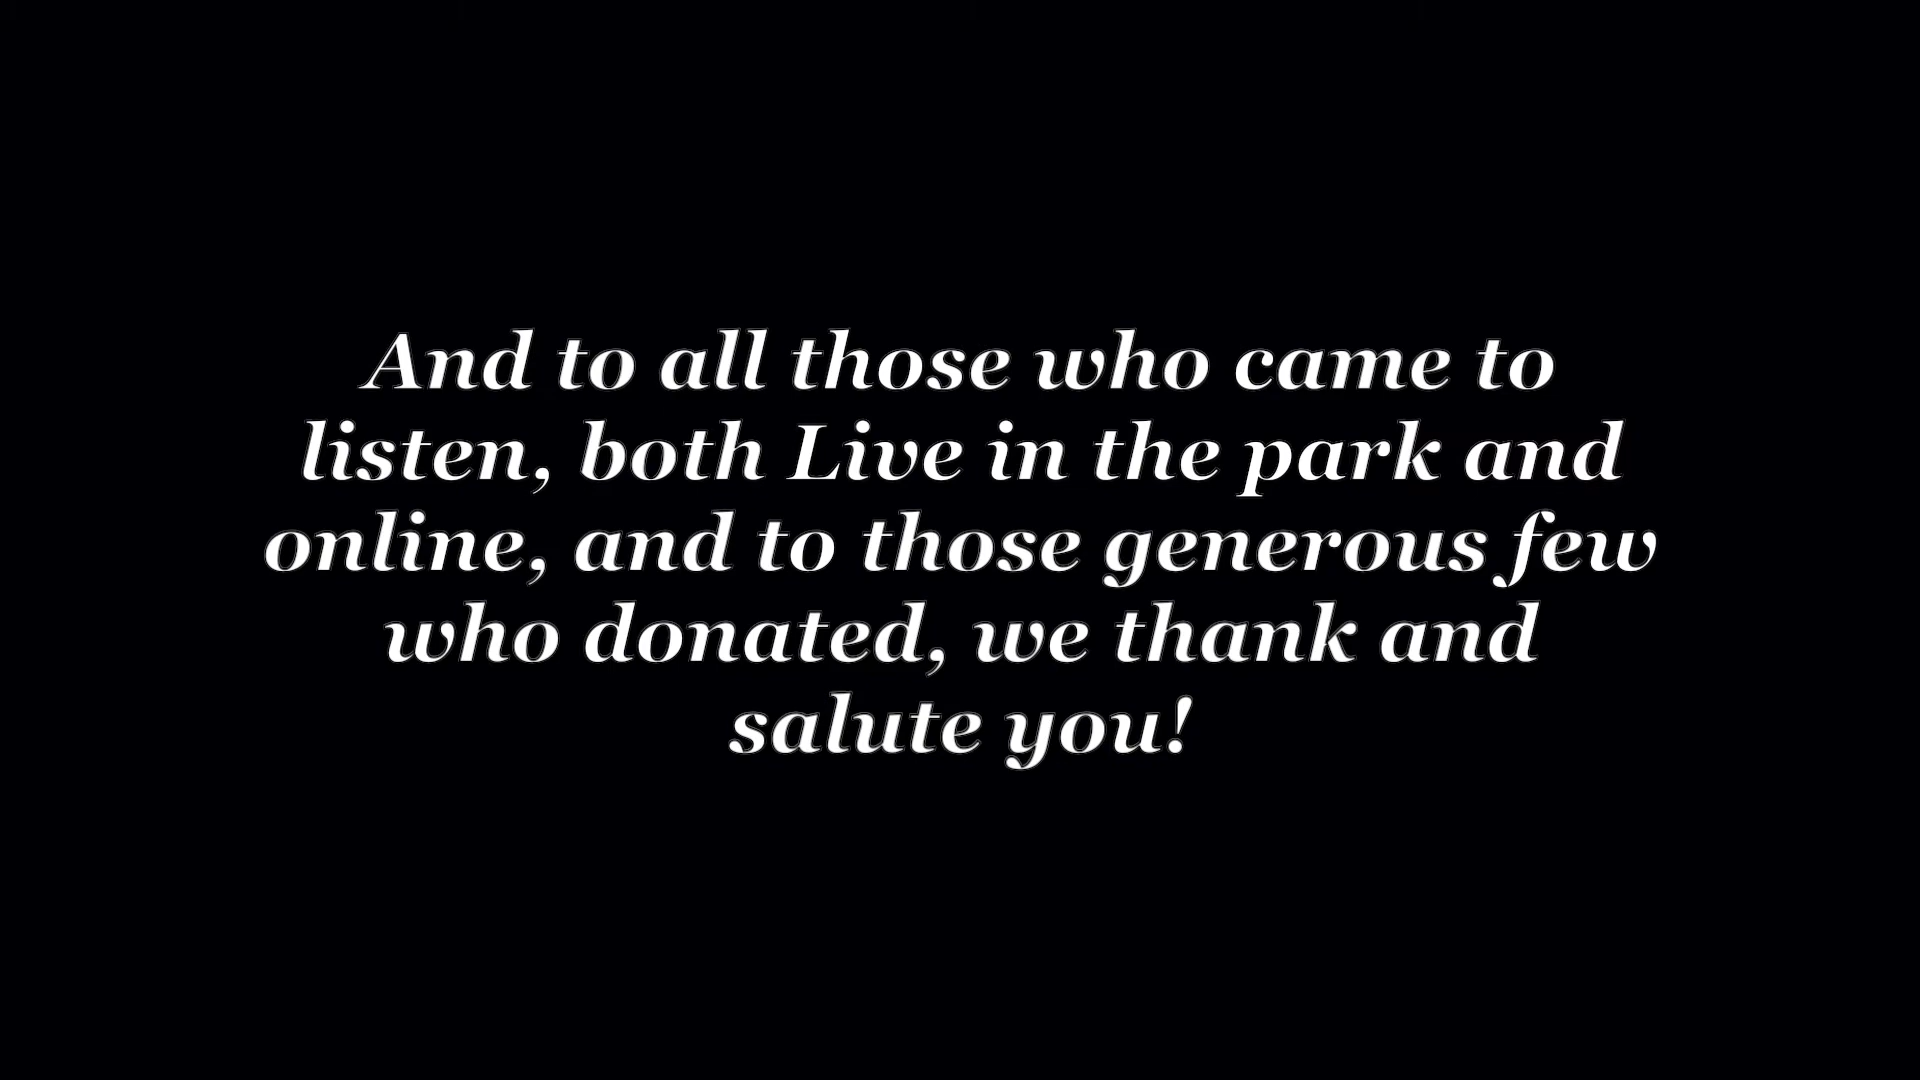 And to all those who came to
listen, both Live in the park and
online, and to those generous few
who donated, we thank and
salute you!